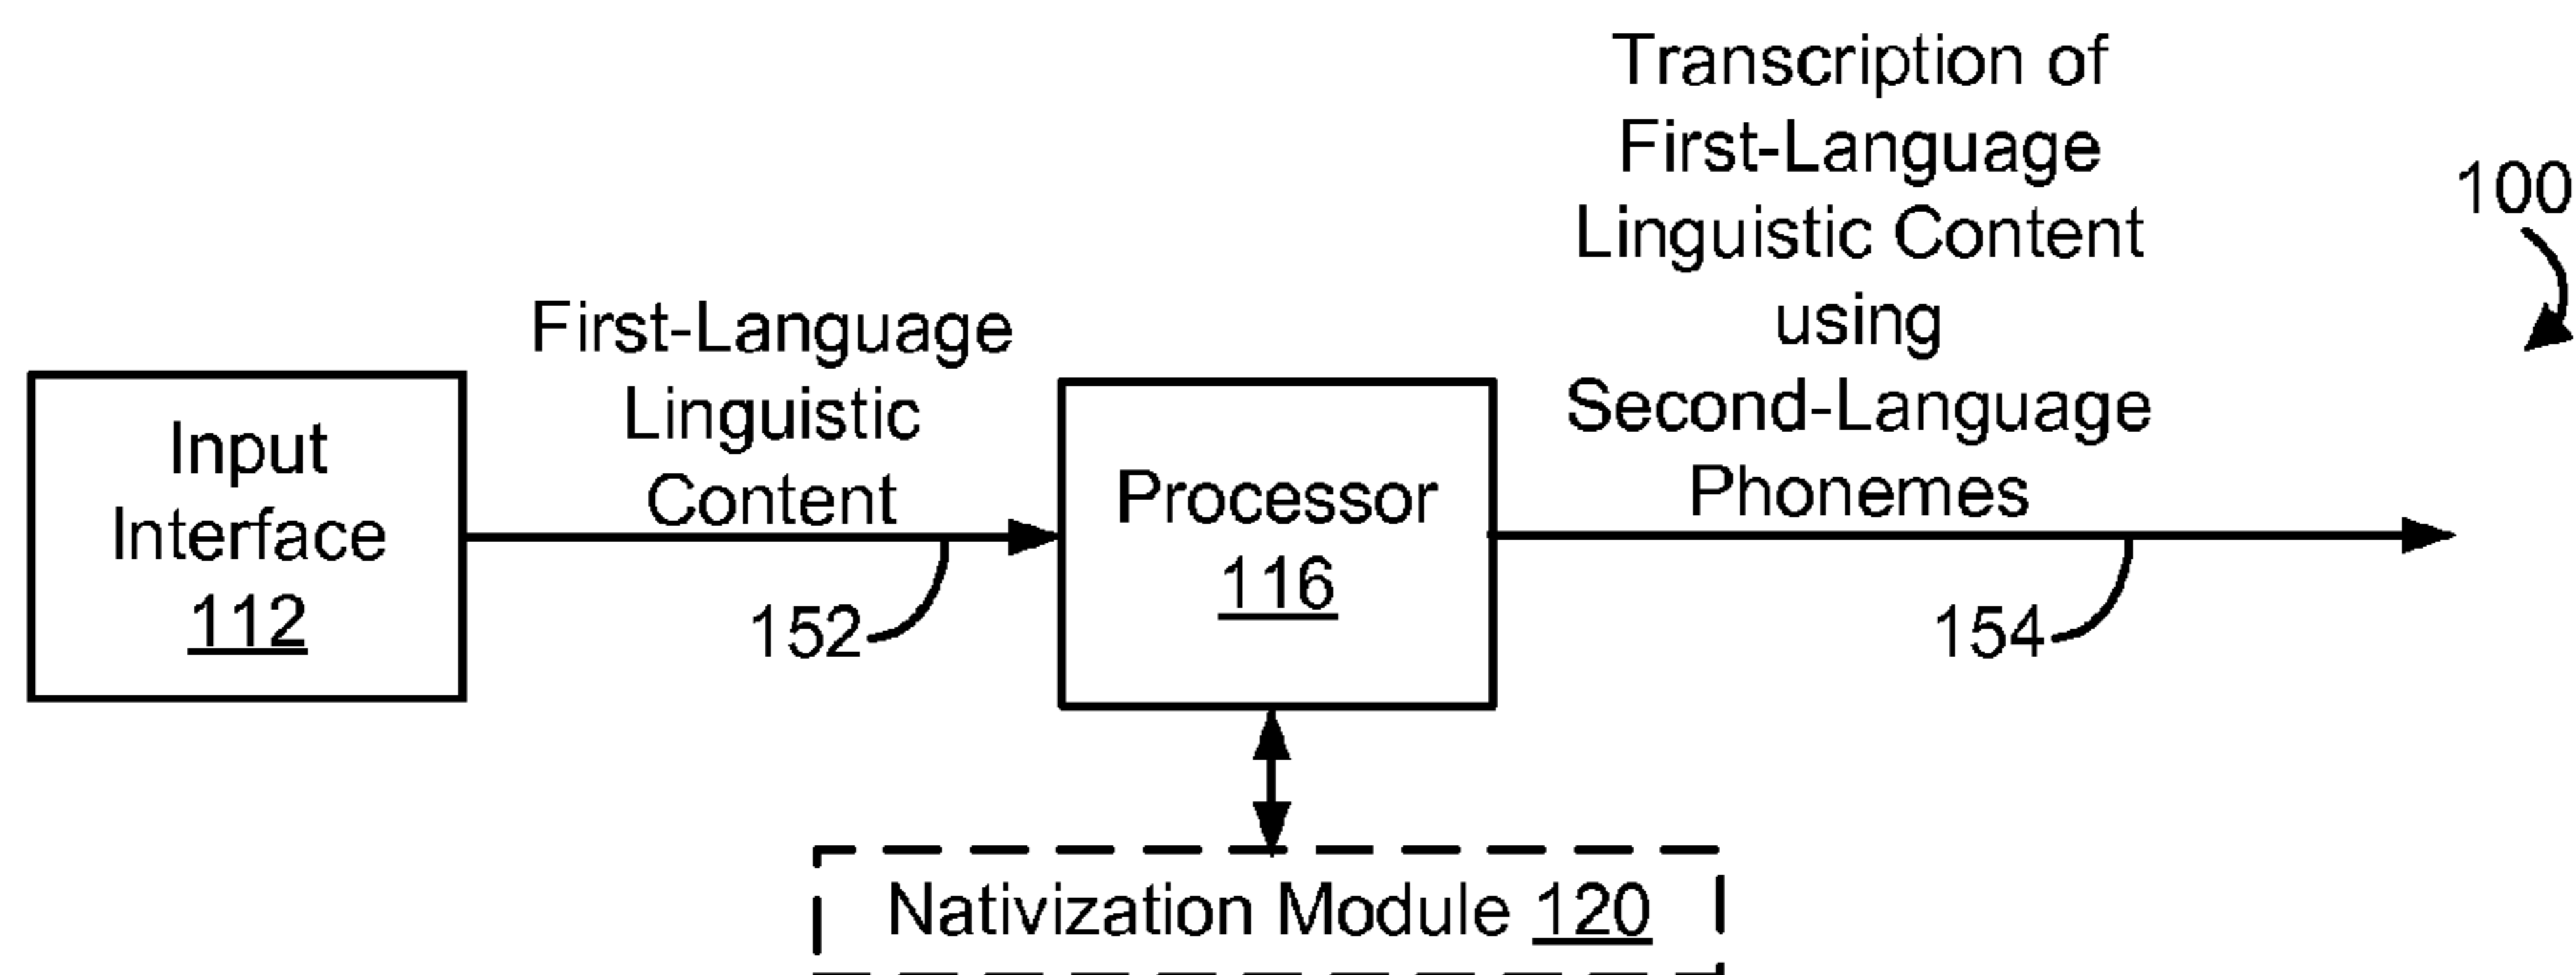 Transcription of
First-Language
Linguistic Content
using
Second-Language
Phonemes
100
First-Language
Linguistic
Content
Input
Interface
112
Processor
116
152
154
Nativization Module 120